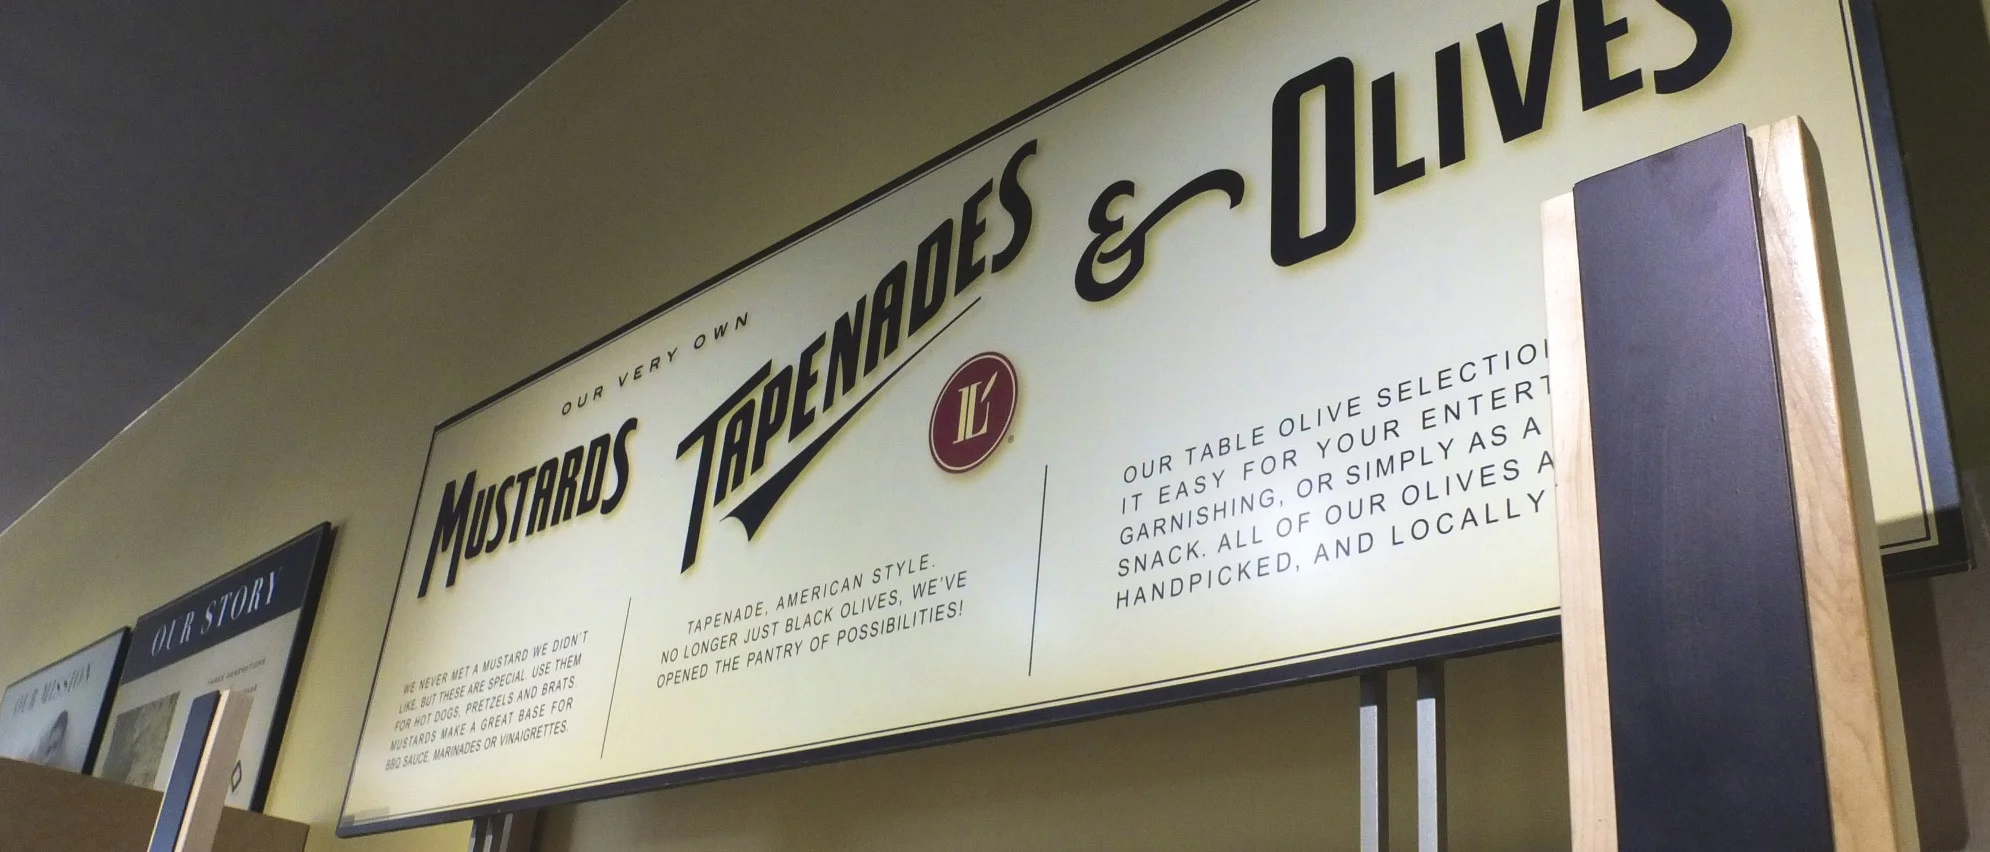 OUR VERY OWN
MUSTARDS TAPENADES & OLIVES
WE NEVER MET A MUSTARD WE DIDN'T
LIKE, BUT THESE ARE SPECIAL. USE THEM
FOR HOT DOGS, PRETZELS AND BRATS.
MUSTARDS MAKE A GREAT BASE FOR
BBQ SAUCE, MARINADES OR VINAIGRETTES.
TAPENADE, AMERICAN STYLE.
NO LONGER JUST BLACK OLIVES, WE'VE
OPENED THE PANTRY OF POSSIBILITIES!
OUR TABLE OLIVE SELECTIO
IT EASY FOR YOUR ENTERT
GARNISHING, OR SIMPLY AS A
SNACK. ALL OF OUR OLIVES A
HANDPICKED, AND LOCALLY
OUR STORY
OUR MISSION